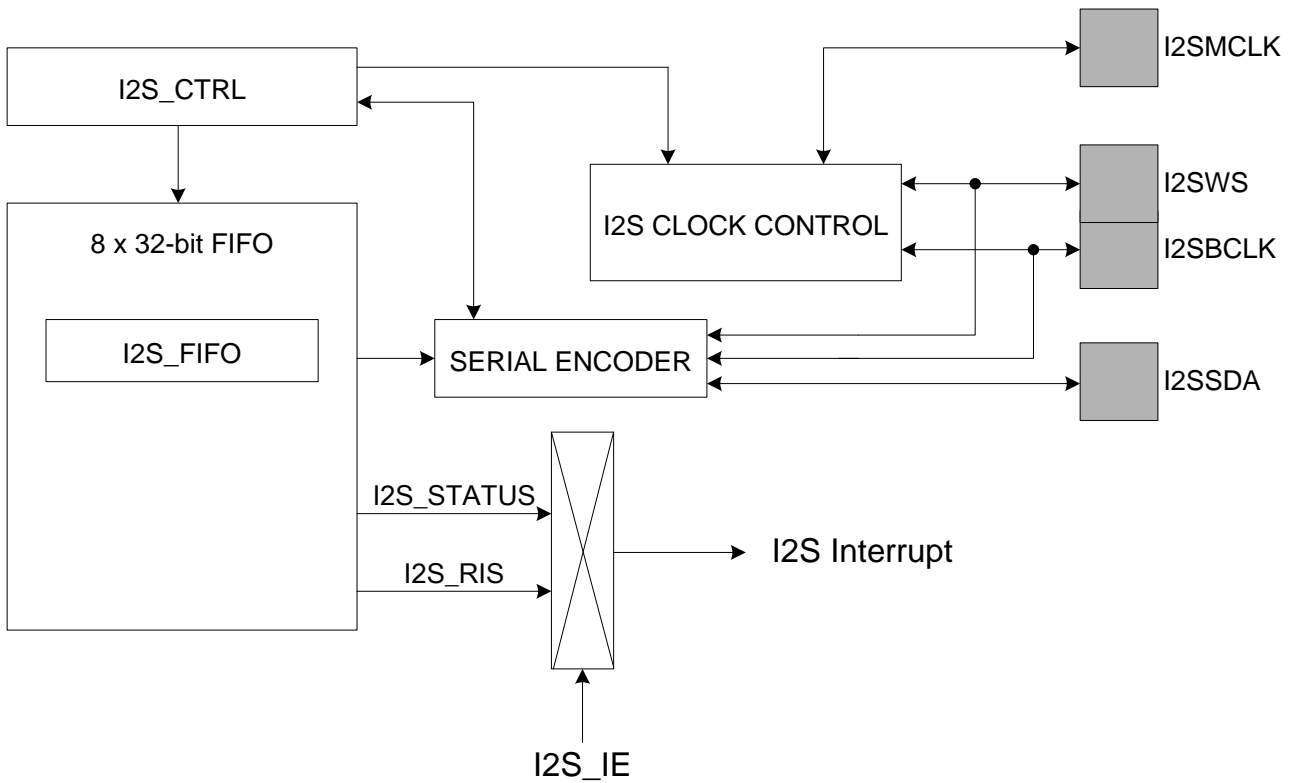 I2SMCLK
I2S_CTRL
I2SWS
I2S CLOCK CONTROL
8 x 32-bit FIFO
I2SBCLK
I2S_FIFO
SERIAL ENCODER
I2SSDA
I2S_STATUS
I2S Interrupt
I2S_RIS
I2S_IE